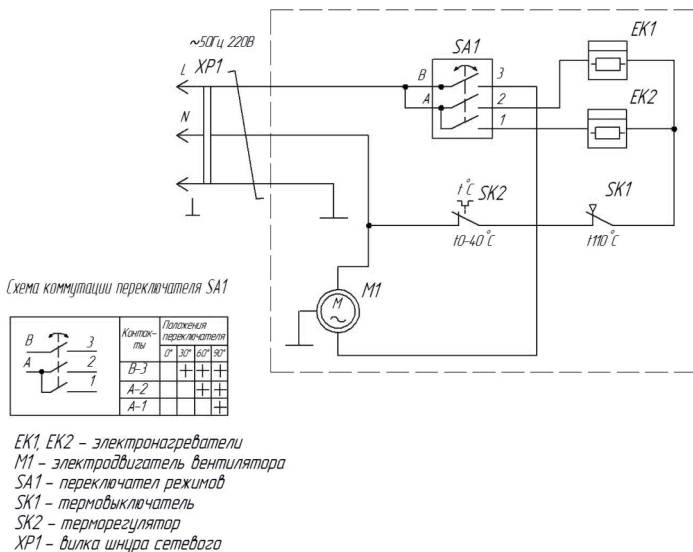 ~50Гц 220В
L XP1
N
SA1
B
A
3
2
1
EK1
EK2
t°C SK2
t0-40°C
SK1
t110°C
M
~
M1
Схема коммутации переключателя SA1
B 3
A 2
1
Контак-
ты
Положения
переключателя
0° 30° 60° 90°
B-3 + + +
A-2 + +
A-1 +
EK1, EK2 – электронагреватели
M1 – электродвигатель вентилятора
SA1 – переключател режимов
SK1 – термовыключатель
SK2 – терморегулятор
XP1 – вилка шнура сетевого